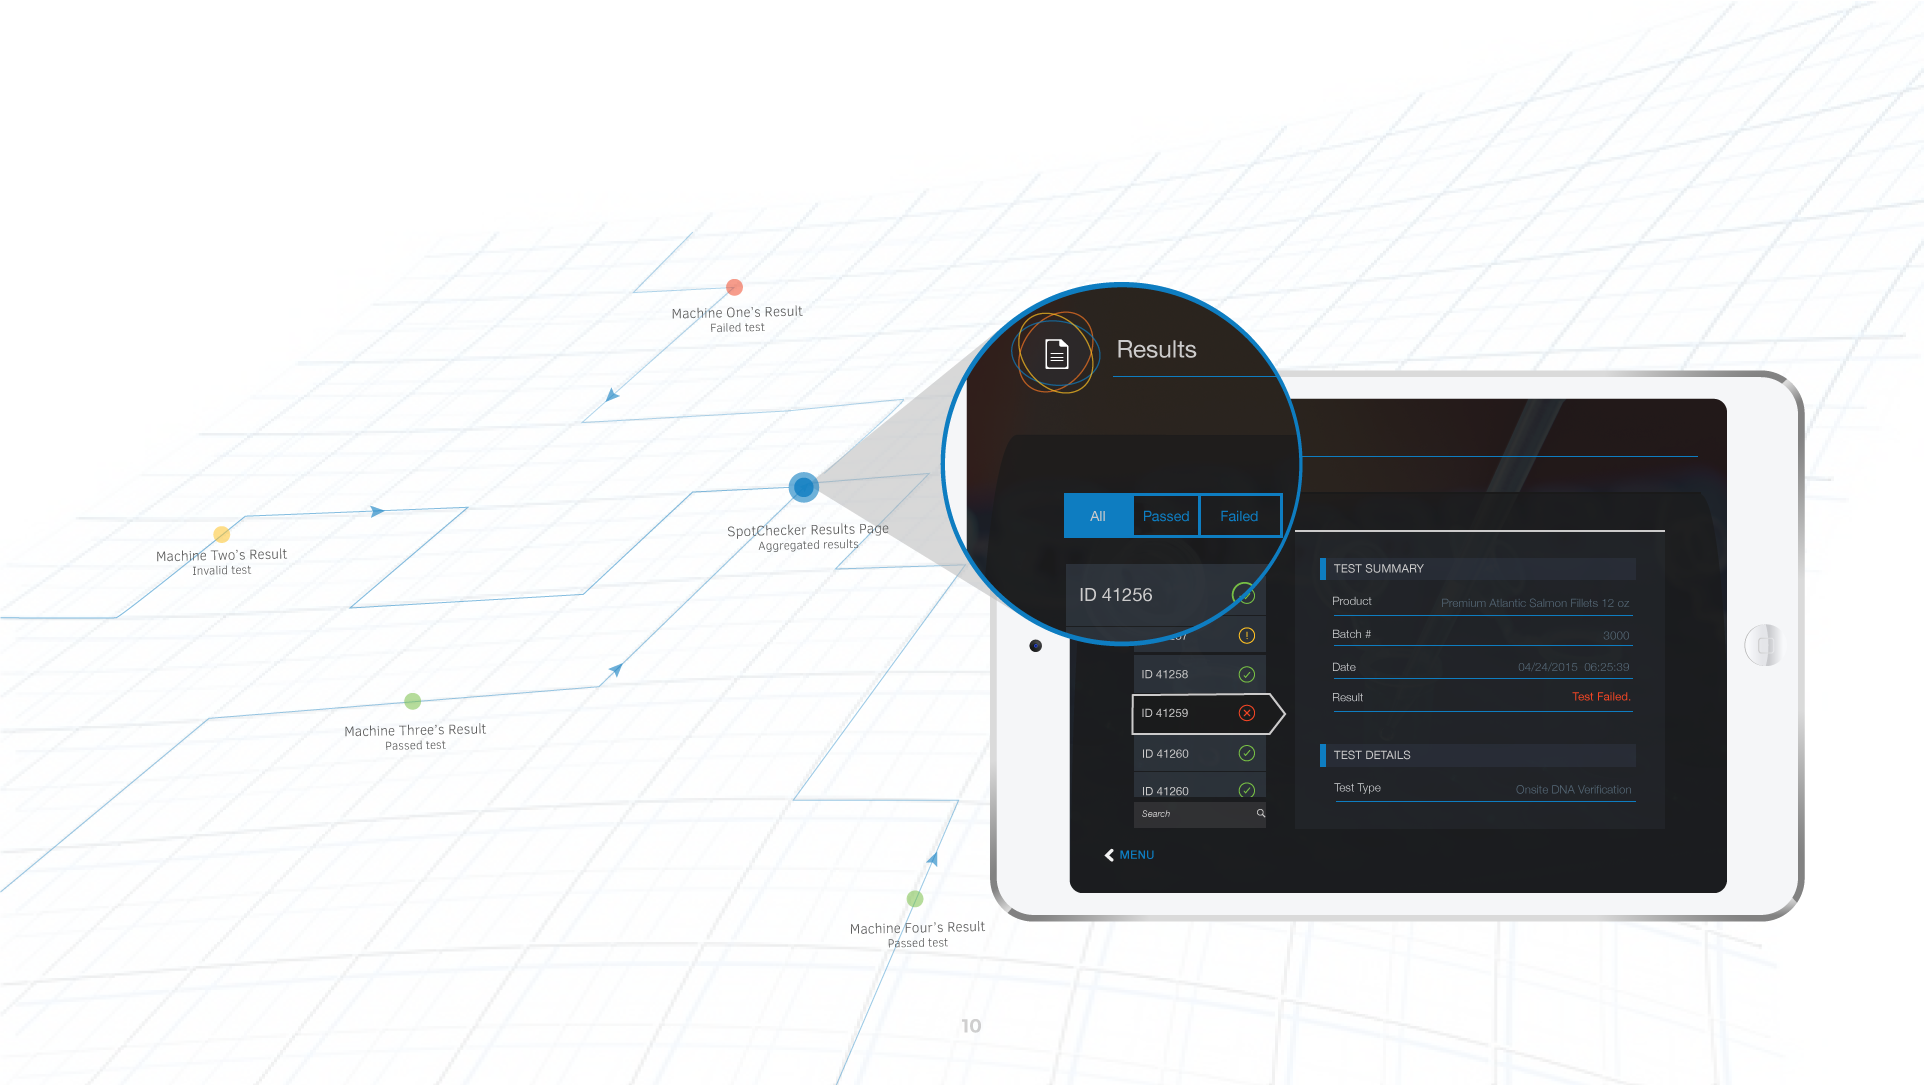 Machine One's Result
Failed test
Machine Two's Result
Invalid test
SpotChecker Results Page
Aggregated results
Machine Three's Result
Passed test
Machine Four's Result
Passed test
Results
All
Passed
Failed
ID 41256
ID 41258
ID 41259
ID 41260
ID 41260
Search
MENU
TEST SUMMARY
Product Premium Atlantic Salmon Fillets 12 oz
Batch # 3000
Date 04/24/2015 06:25:39
Result Test Failed.
TEST DETAILS
Test Type Onsite DNA Verification
10